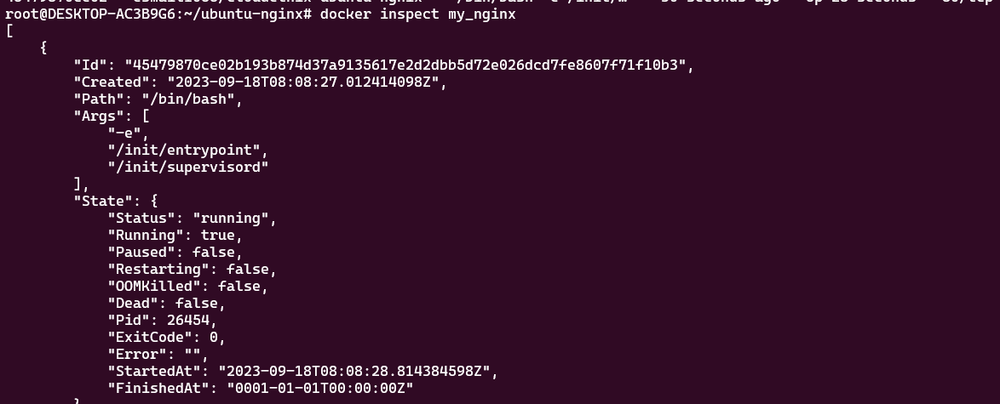 root@DESKTOP-AC3B9G6:~/ubuntu-nginx# docker inspect my_nginx
[
    {
        "Id": "45479870ce02b193b874d37a9135617e2d2dbb5d72e026dcd7fe8607f71f10b3",
        "Created": "2023-09-18T08:08:27.012414098Z",
        "Path": "/bin/bash",
        "Args": [
            "-e",
            "/init/entrypoint",
            "/init/supervisord"
        ],
        "State": {
            "Status": "running",
            "Running": true,
            "Paused": false,
            "Restarting": false,
            "OOMKilled": false,
            "Dead": false,
            "Pid": 26454,
            "ExitCode": 0,
            "Error": "",
            "StartedAt": "2023-09-18T08:08:28.814384598Z",
            "FinishedAt": "0001-01-01T00:00:00Z"